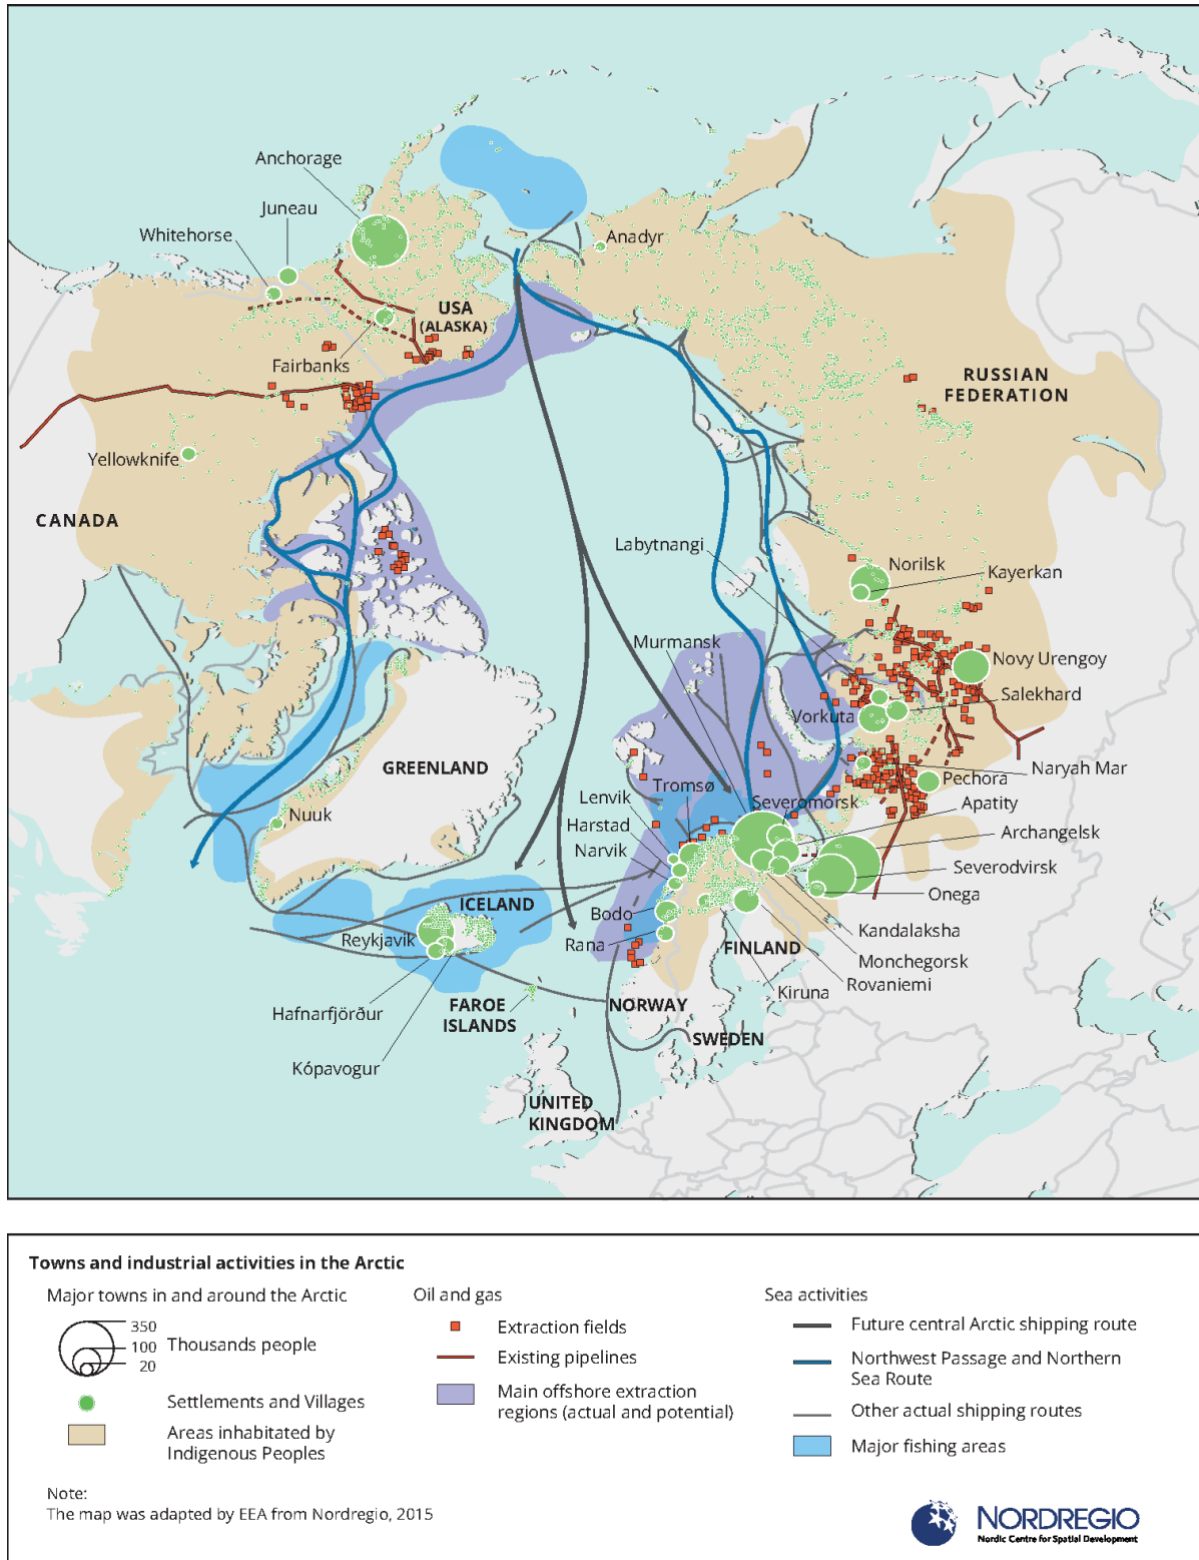 Anchorage
Juneau
Whitehorse
Anadyr
USA
(ALASKA)
Fairbanks
RUSSIAN
FEDERATION
Yellowknife
CANADA
Labytnangi
Norilsk
Kayerkan
Murmansk
Novy Urengoy
Salekhard
Vorkuta
GREENLAND
Naryah Mar
Tromsø
Pechora
Lenvik
Severomorsk
Apatity
Nuuk
Harstad
Archangelsk
Narvik
Severodvirsk
Onega
ICELAND
Bodo
Reykjavik
Rana
FINLAND
Kandalaksha
Monchegorsk
Rovaniemi
Kiruna
Hafnarfjörður
FAROE
ISLANDS
NORWAY
SWEDEN
Kópavogur
UNITED
KINGDOM
Towns and industrial activities in the Arctic
Major towns in and around the Arctic
350
100
20
Thousands people
Settlements and Villages
Areas inhabitated by
Indigenous Peoples
Oil and gas
Extraction fields
Existing pipelines
Main offshore extraction
regions (actual and potential)
Sea activities
Future central Arctic shipping route
Northwest Passage and Northern
Sea Route
Other actual shipping routes
Major fishing areas
Note:
The map was adapted by EEA from Nordregio, 2015
NORDREGIO
Nordic Centre for Spatial Development